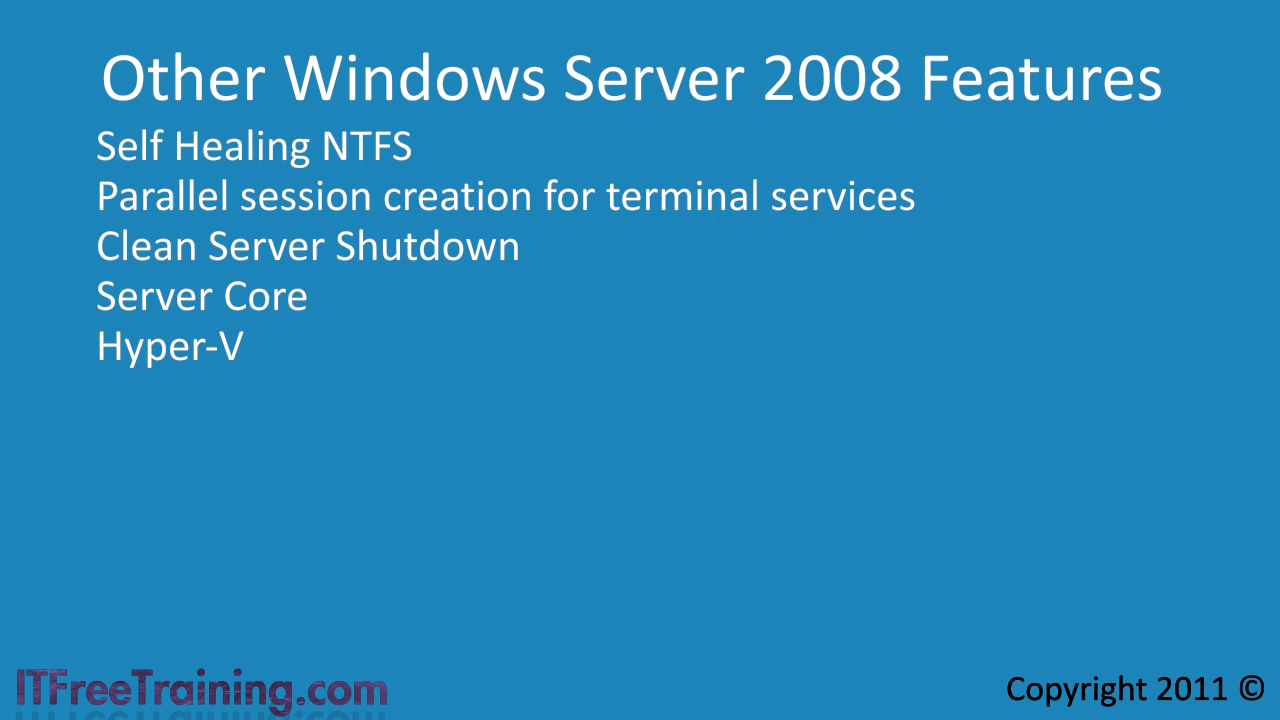 Other Windows Server 2008 Features
Self Healing NTFS
Parallel session creation for terminal services
Clean Server Shutdown
Server Core
Hyper-V
ITFreeTraining.com
Copyright 2011 ©